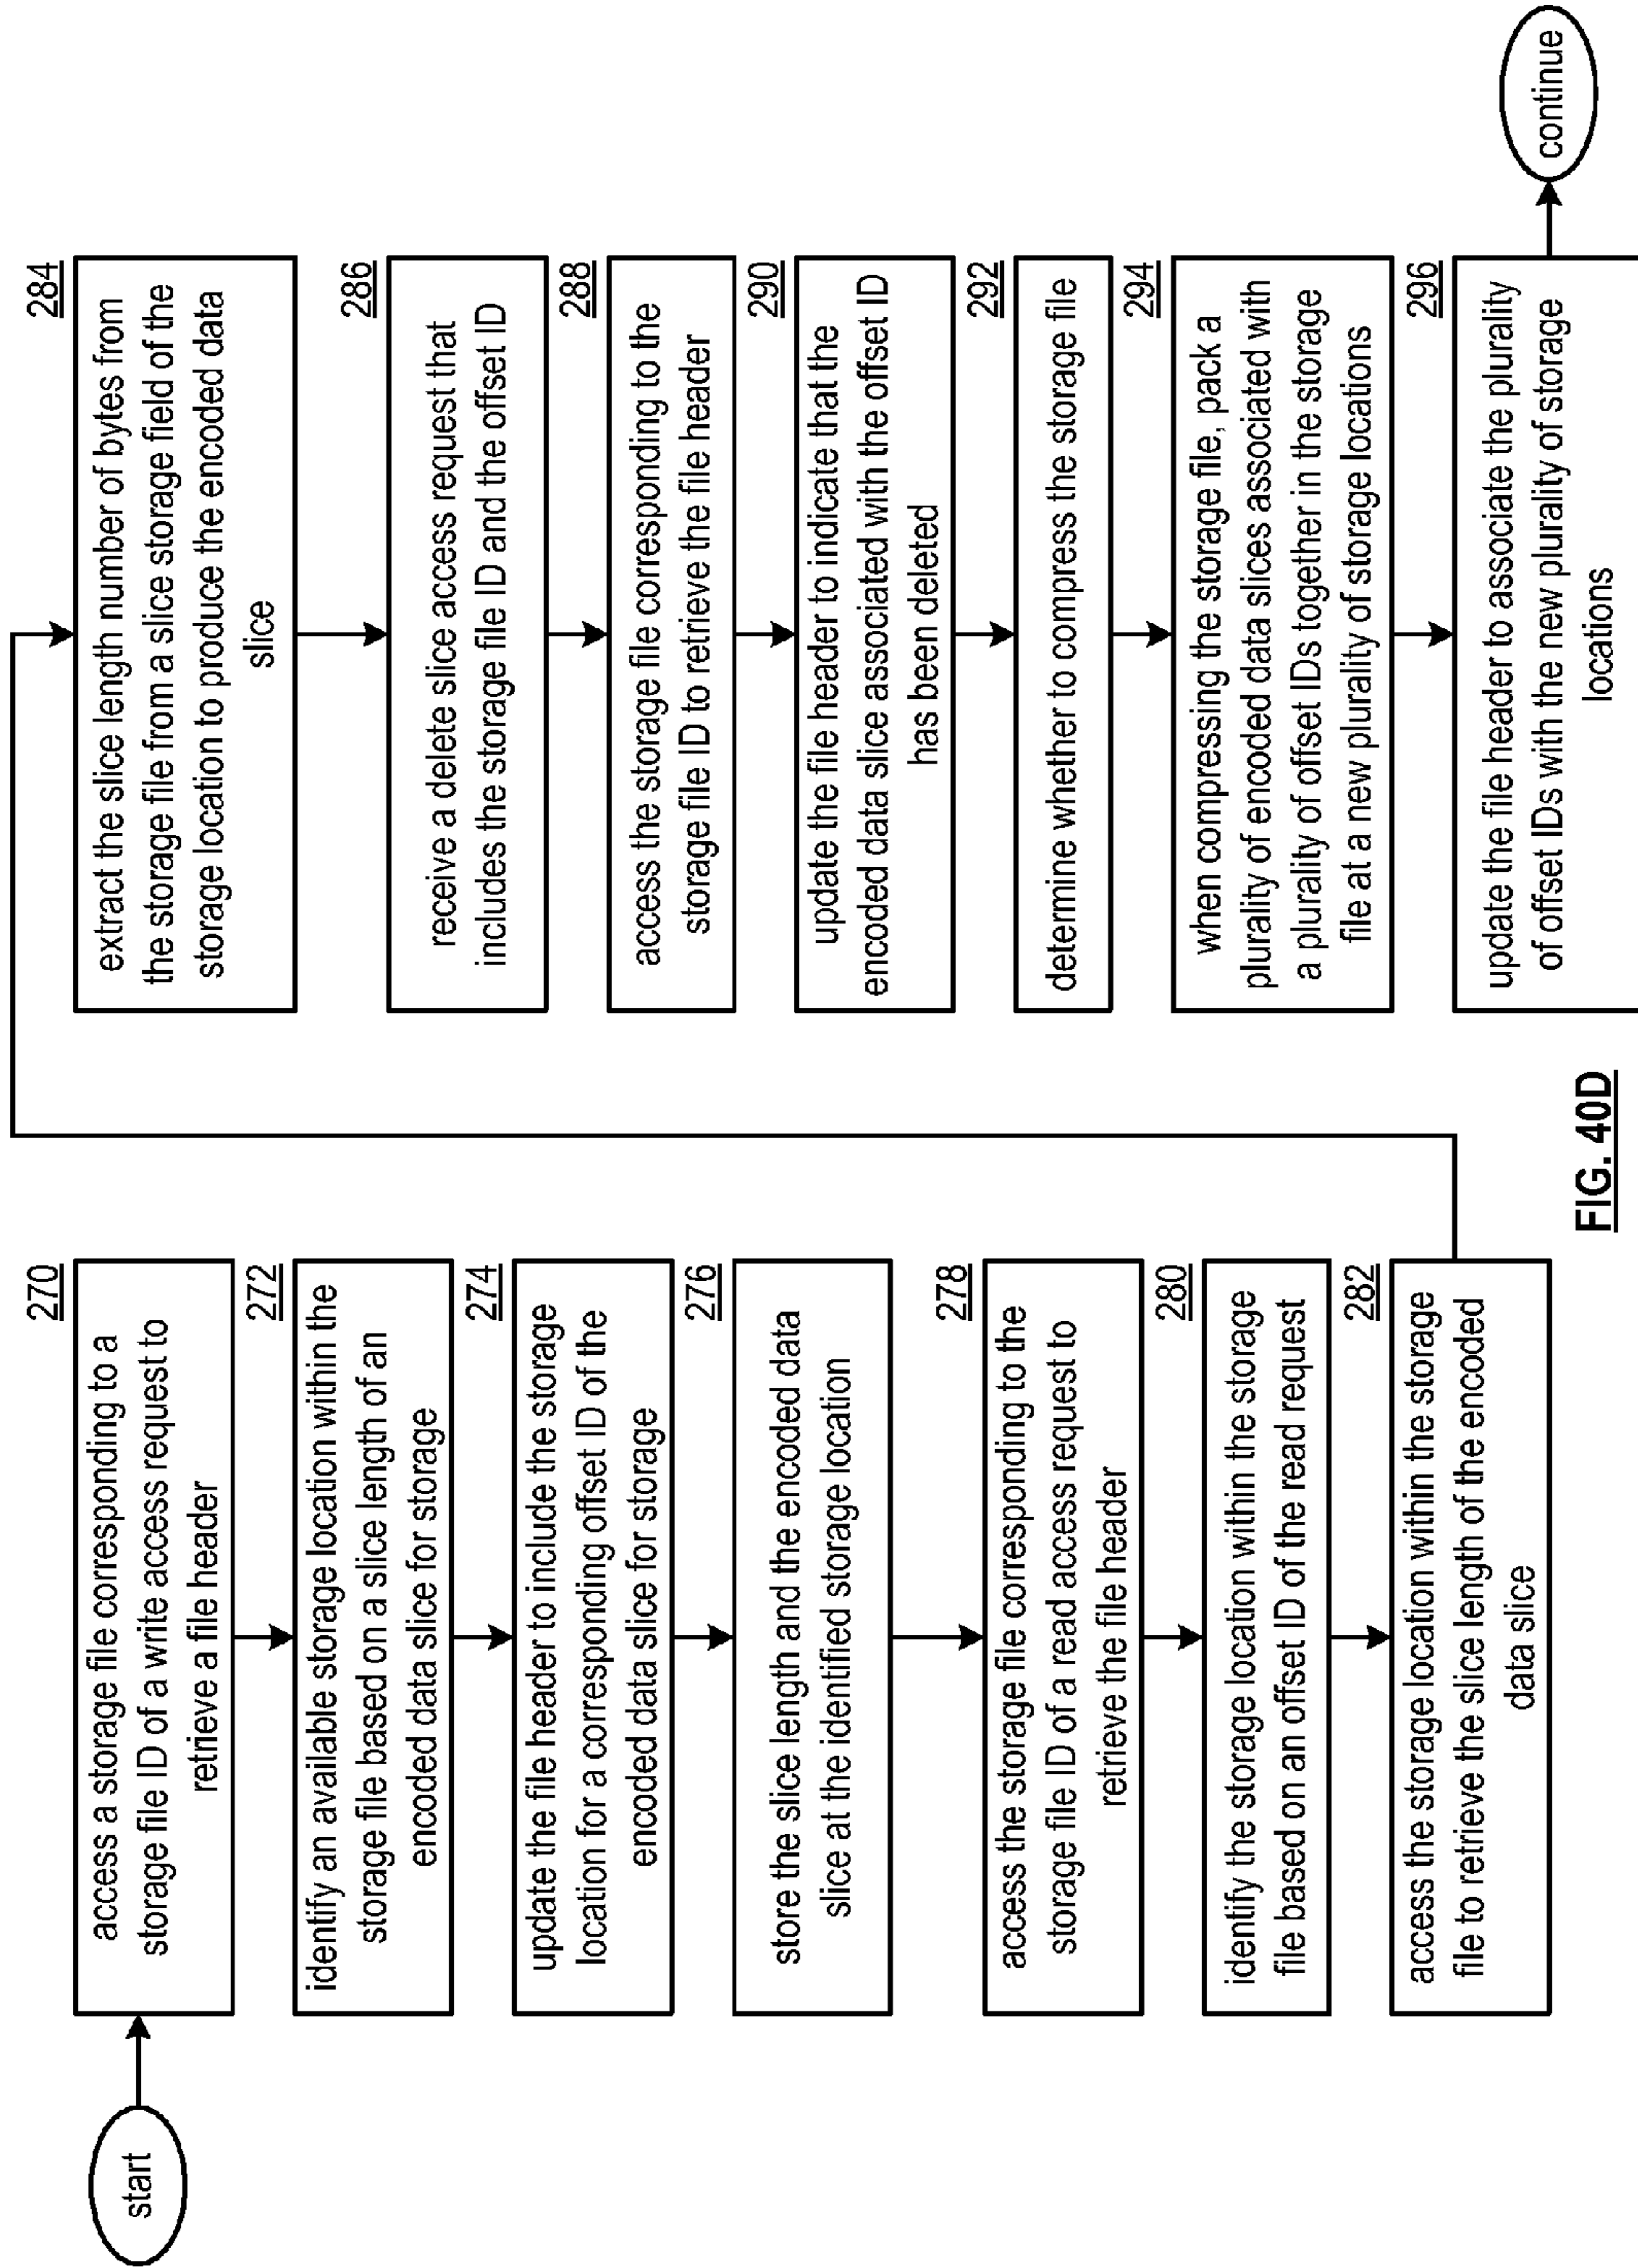 start
270
access a storage file corresponding to a
storage file ID of a write access request to
retrieve a file header
272
identify an available storage location within the
storage file based on a slice length of an
encoded data slice for storage
274
update the file header to include the storage
location for a corresponding offset ID of the
encoded data slice for storage
276
store the slice length and the encoded data
slice at the identified storage location
278
access the storage file corresponding to the
storage file ID of a read access request to
retrieve the file header
280
identify the storage location within the storage
file based on an offset ID of the read request
282
access the storage location within the storage
file to retrieve the slice length of the encoded
data slice
284
extract the slice length number of bytes from
the storage file from a slice storage field of the
storage location to produce the encoded data
slice
286
receive a delete slice access request that
includes the storage file ID and the offset ID
288
access the storage file corresponding to the
storage file ID to retrieve the file header
290
update the file header to indicate that the
encoded data slice associated with the offset ID
has been deleted
292
determine whether to compress the storage file
294
when compressing the storage file, pack a
plurality of encoded data slices associated with
a plurality of offset IDs together in the storage
file at a new plurality of storage locations
296
update the file header to associate the plurality
of offset IDs with the new plurality of storage
locations
continue
FIG. 40D